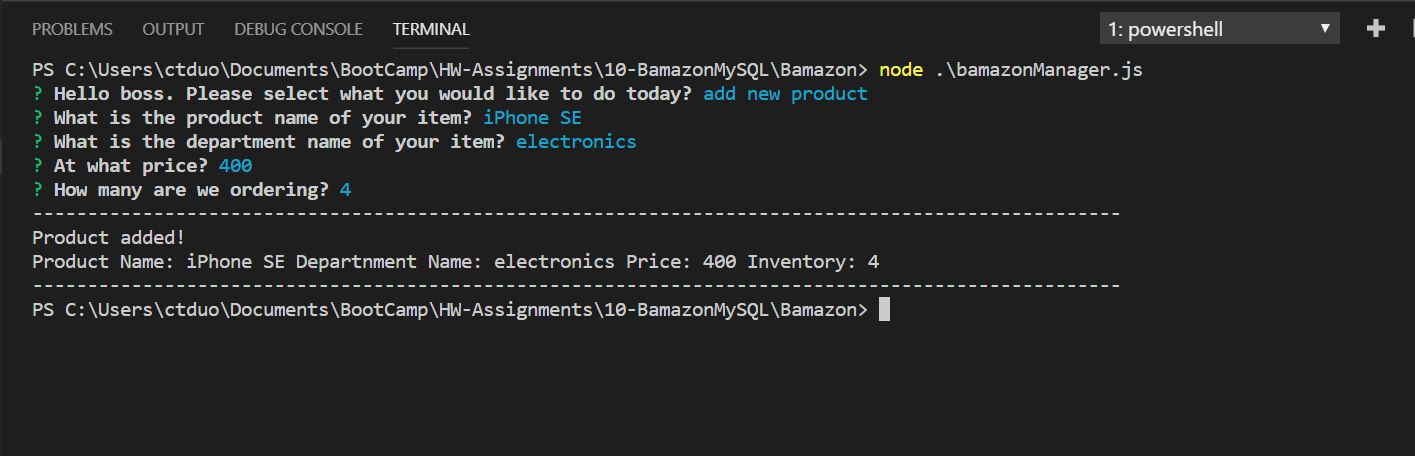 PROBLEMS OUTPUT DEBUG CONSOLE TERMINAL 1: powershell
PS C:\Users\ctduo\Documents\BootCamp\HW-Assignments\10-BamazonMySQL\Bamazon> node .\bamazonManager.js
? Hello boss. Please select what you would like to do today? add new product
? What is the product name of your item? iPhone SE
? What is the department name of your item? electronics
? At what price? 400
? How many are we ordering? 4
---------------------------------------------------------------------------------------------------
Product added!
Product Name: iPhone SE Departnment Name: electronics Price: 400 Inventory: 4
---------------------------------------------------------------------------------------------------
PS C:\Users\ctduo\Documents\BootCamp\HW-Assignments\10-BamazonMySQL\Bamazon>